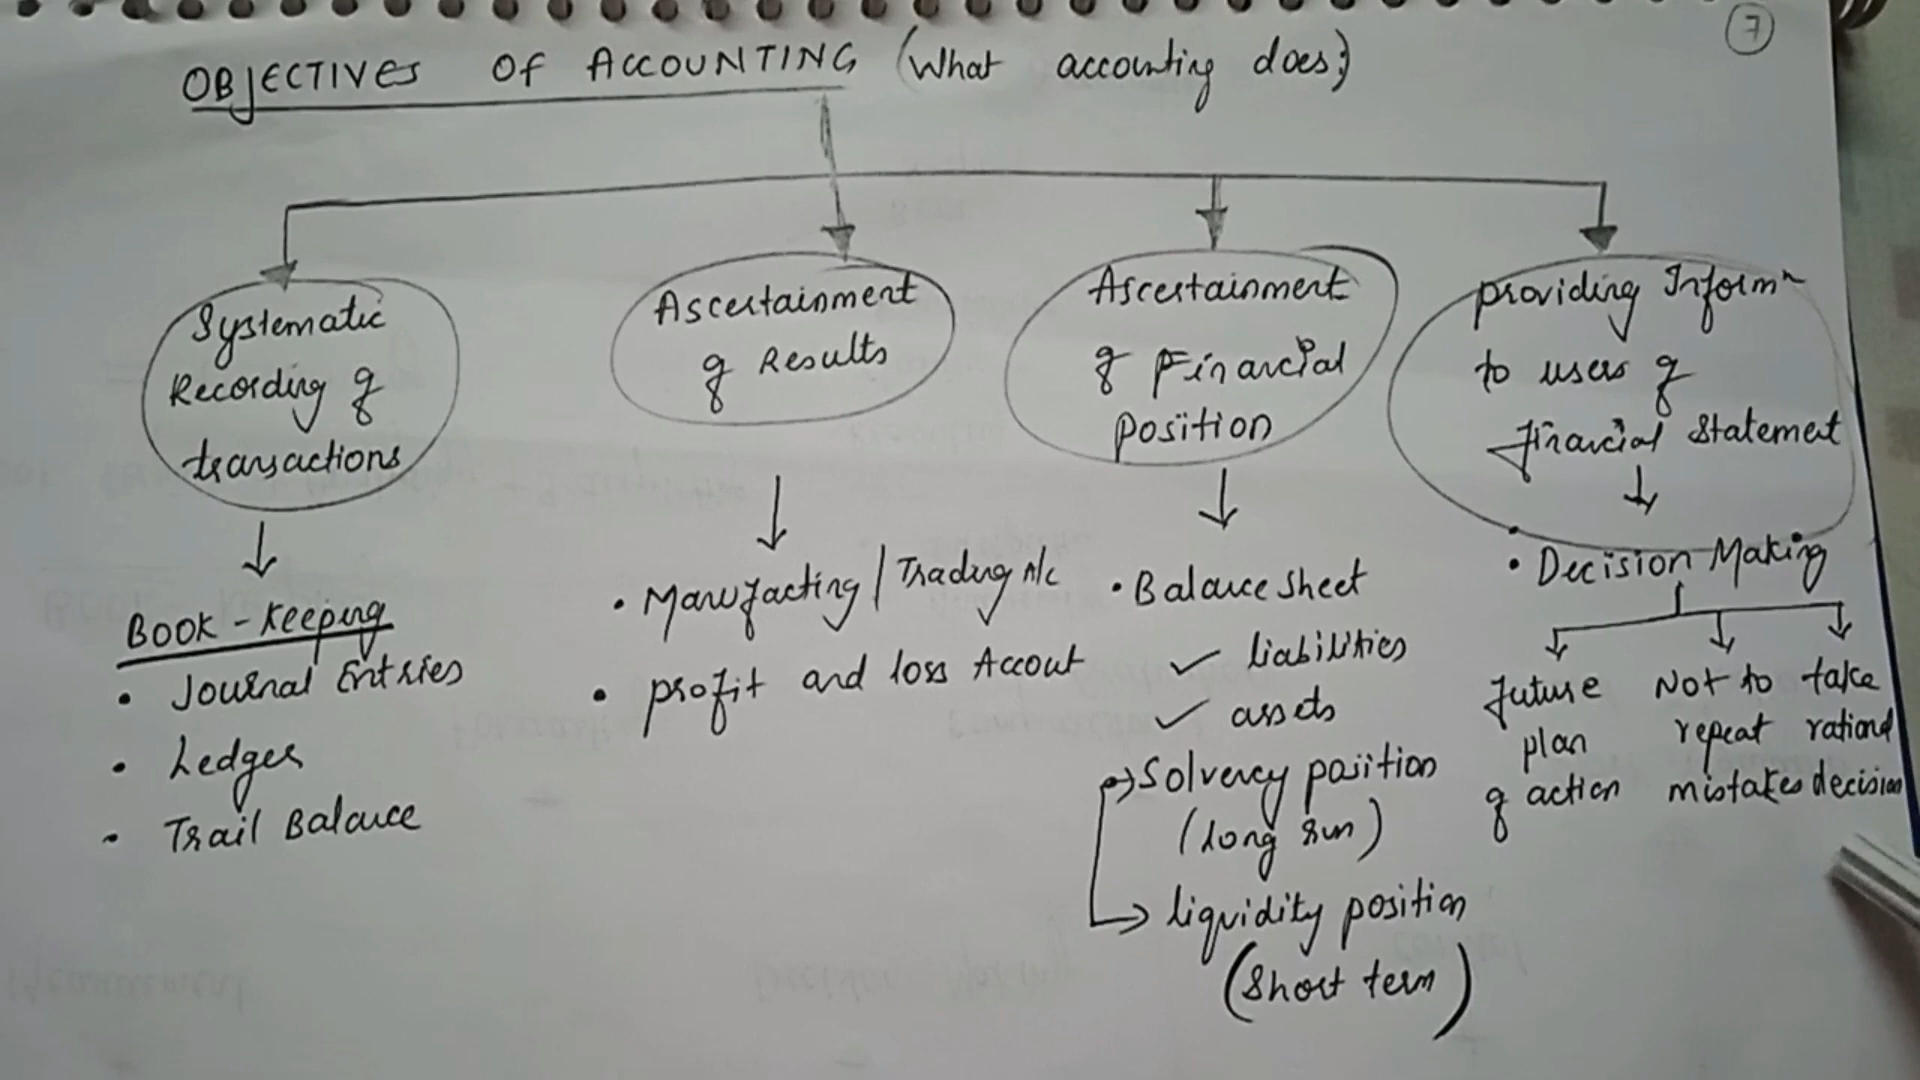 7
OBJECTIVES OF ACCOUNTING (What accounting does)
Systematic
Recording of
transactions
Ascertainment
of Results
Ascertainment
of Financial
position
providing Inform^n
to users of
financial statement
Book - Keeping
• Journal Entries
• Ledger
• Trail Balance
• Manufacting / Trading A/c
• profit and loss Accout
• Balance sheet
✓ liabilities
✓ assets
Solvency position
(long run)
liquidity position
(Short term)
• Decision Making
future
plan
of action
Not to
repeat
mistakes
take
rational
decision